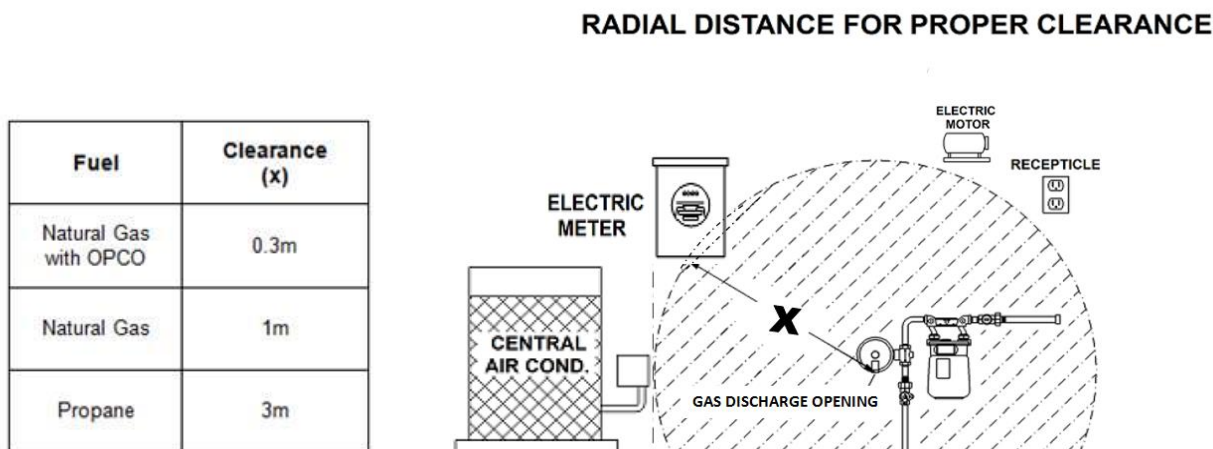 RADIAL DISTANCE FOR PROPER CLEARANCE
Fuel
Clearance
(x)
Natural Gas
with OPCO
0.3m
Natural Gas
1m
Propane
3m
ELECTRIC
MOTOR
RECEPTICLE
ELECTRIC
METER
X
CENTRAL
AIR COND.
GAS DISCHARGE OPENING